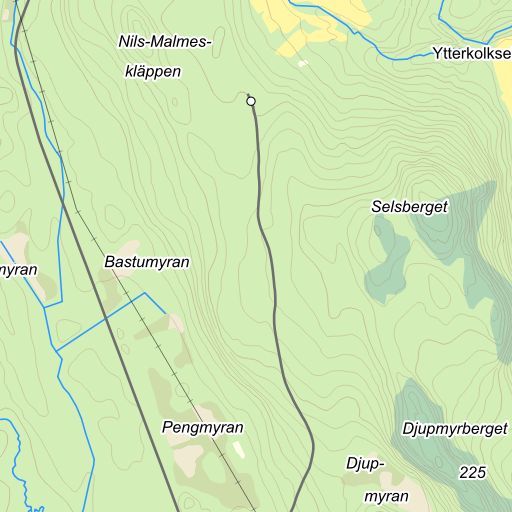 Nils-Malmes-
kläppen
Ytterkolkse
Selsberget
Bastumyran
myran
Pengmyran
Djupmyrberget
225
Djup-
myran